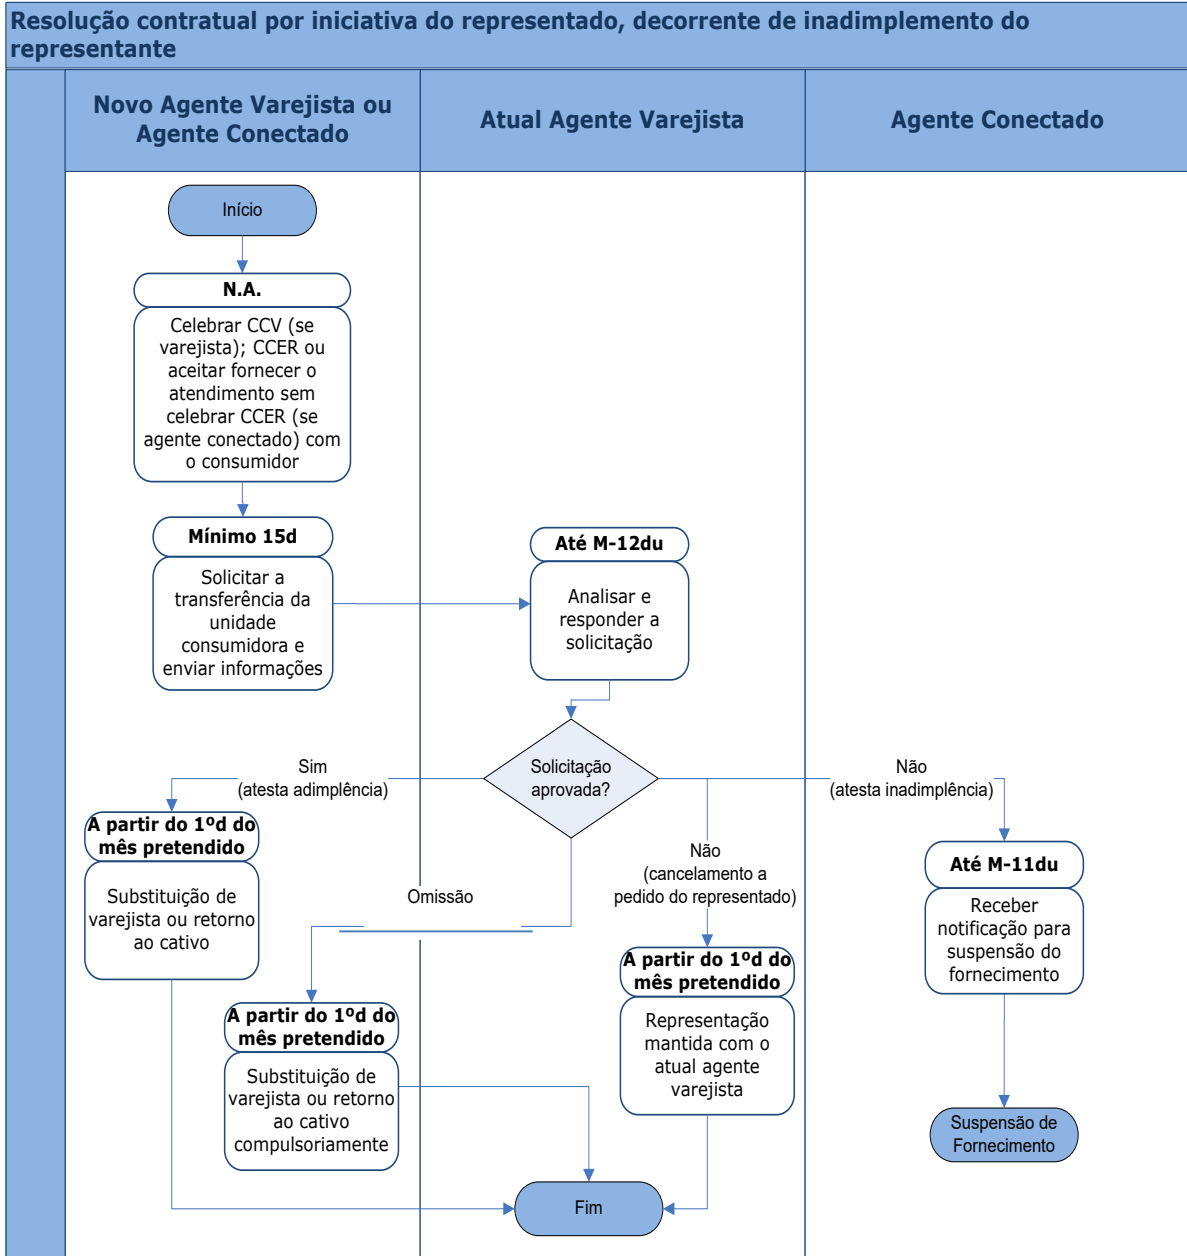 Resolução contratual por iniciativa do representado, decorrente de inadimplemento do
representante
Novo Agente Varejista ou
Agente Conectado
Atual Agente Varejista
Agente Conectado
Início
N.A.
Celebrar CCV (se
varejista); CCER ou
aceitar fornecer o
atendimento sem
celebrar CCER (se
agente conectado) com
o consumidor
Mínimo 15d
Solicitar a
transferência da
unidade
consumidora e
enviar informações
Até M-12du
Analisar e
responder a
solicitação
Solicitação
aprovada?
Sim
(atesta adimplência)
Não
(atesta inadimplência)
A partir do 1ºd do
mês pretendido
Substituição de
varejista ou retorno
ao cativo
Omissão
Não
(cancelamento a
pedido do representado)
Até M-11du
Receber
notificação para
suspensão do
fornecimento
A partir do 1ºd do
mês pretendido
Substituição de
varejista ou retorno
ao cativo
compulsoriamente
A partir do 1ºd do
mês pretendido
Representação
mantida com o
atual agente
varejista
Suspensão de
Fornecimento
Fim